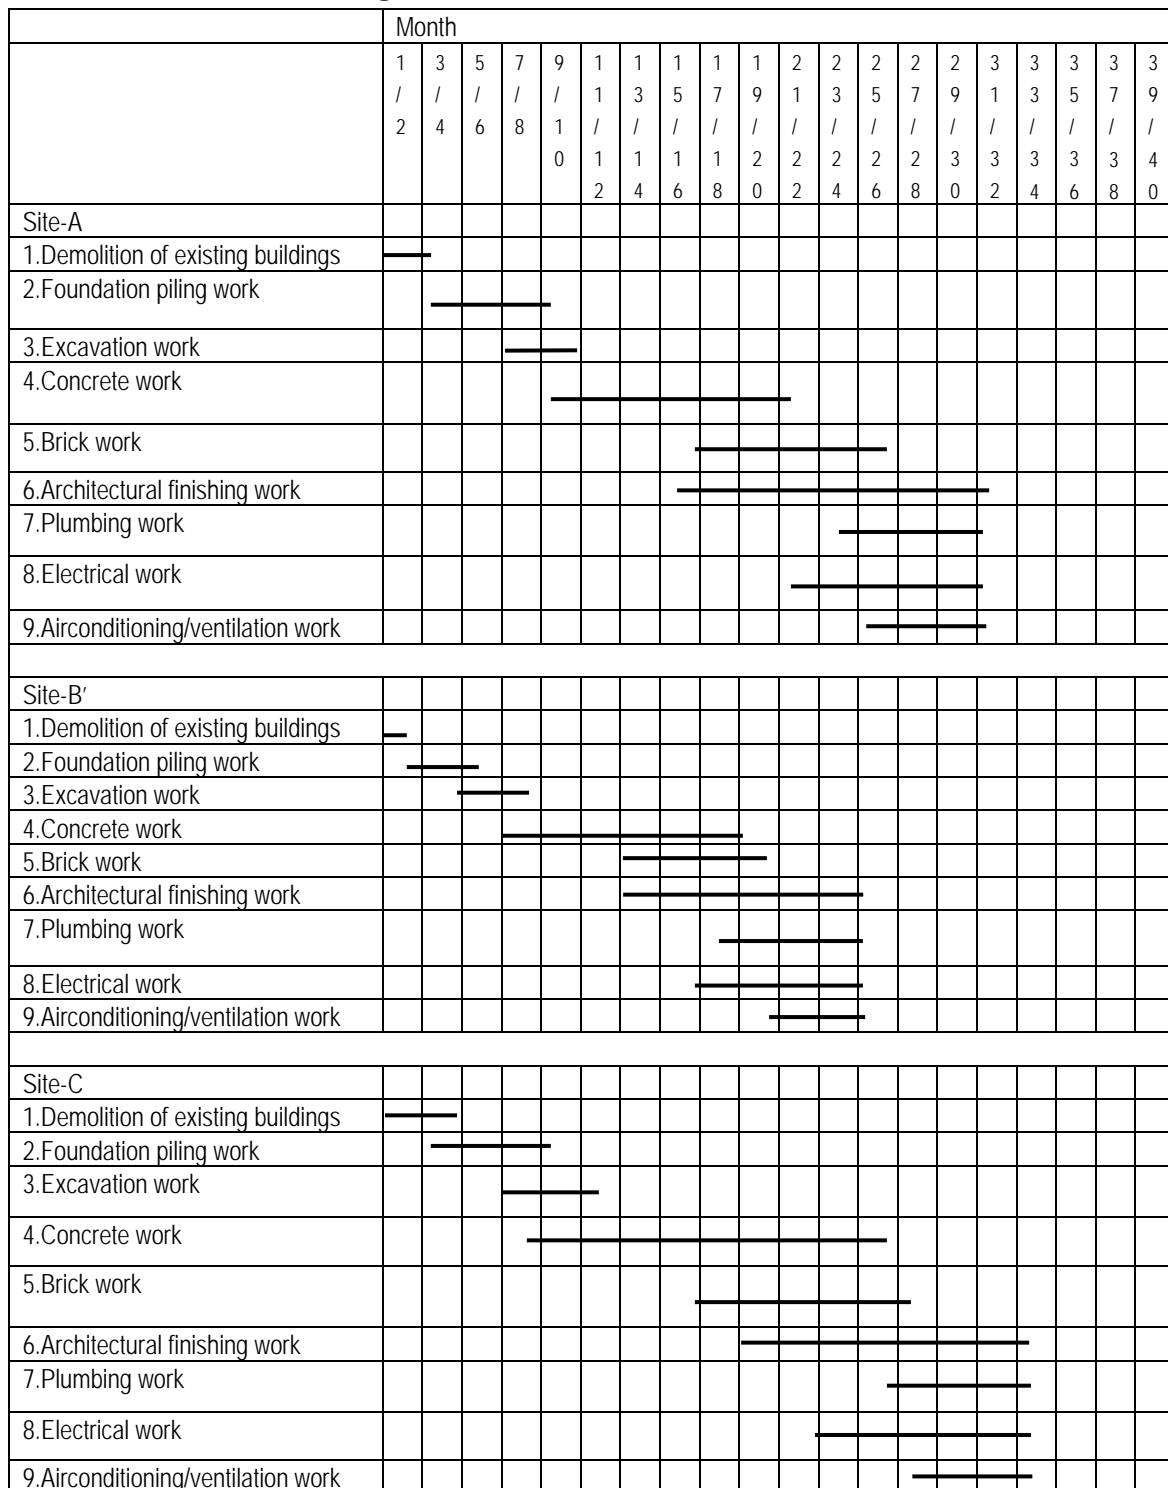 Month
1/2 3/4 5/6 7/8 9/10 11/12 13/14 15/16 17/18 19/20 21/22 23/24 25/26 27/28 29/30 31/32 33/34 35/36 37/38 39/40
Site-A
1.Demolition of existing buildings
2.Foundation piling work
3.Excavation work
4.Concrete work
5.Brick work
6.Architectural finishing work
7.Plumbing work
8.Electrical work
9.Airconditioning/ventilation work
Site-B′
1.Demolition of existing buildings
2.Foundation piling work
3.Excavation work
4.Concrete work
5.Brick work
6.Architectural finishing work
7.Plumbing work
8.Electrical work
9.Airconditioning/ventilation work
Site-C
1.Demolition of existing buildings
2.Foundation piling work
3.Excavation work
4.Concrete work
5.Brick work
6.Architectural finishing work
7.Plumbing work
8.Electrical work
9.Airconditioning/ventilation work